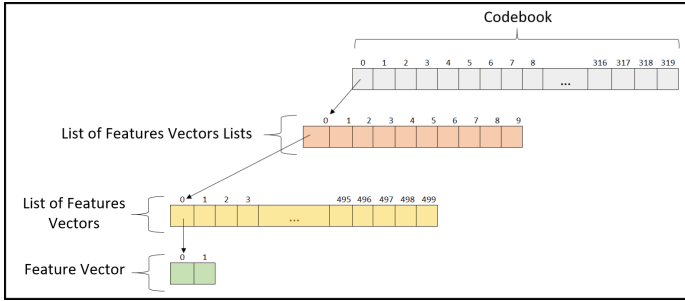 Codebook
0 1 2 3 4 5 6 7 8 316 317 318 319
...
List of Features Vectors Lists
0 1 2 3 4 5 6 7 8 9
List of Features
Vectors
0 1 2 3 495 496 497 498 499
...
Feature Vector
0 1